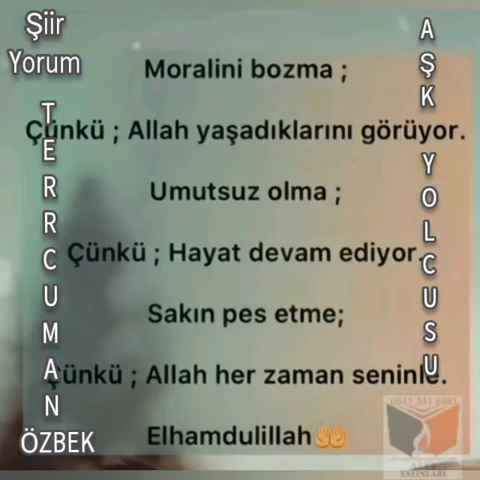 Şiir
Yorum
TERRCUMAN
ÖZBEK
AŞK YOLCUSU
Moralini bozma ;
Çünkü ; Allah yaşadıklarını görüyor.
Umutsuz olma ;
Çünkü ; Hayat devam ediyor.
Sakın pes etme;
Çünkü ; Allah her zaman seninle.
Elhamdulillah🤲
YAYINLARI